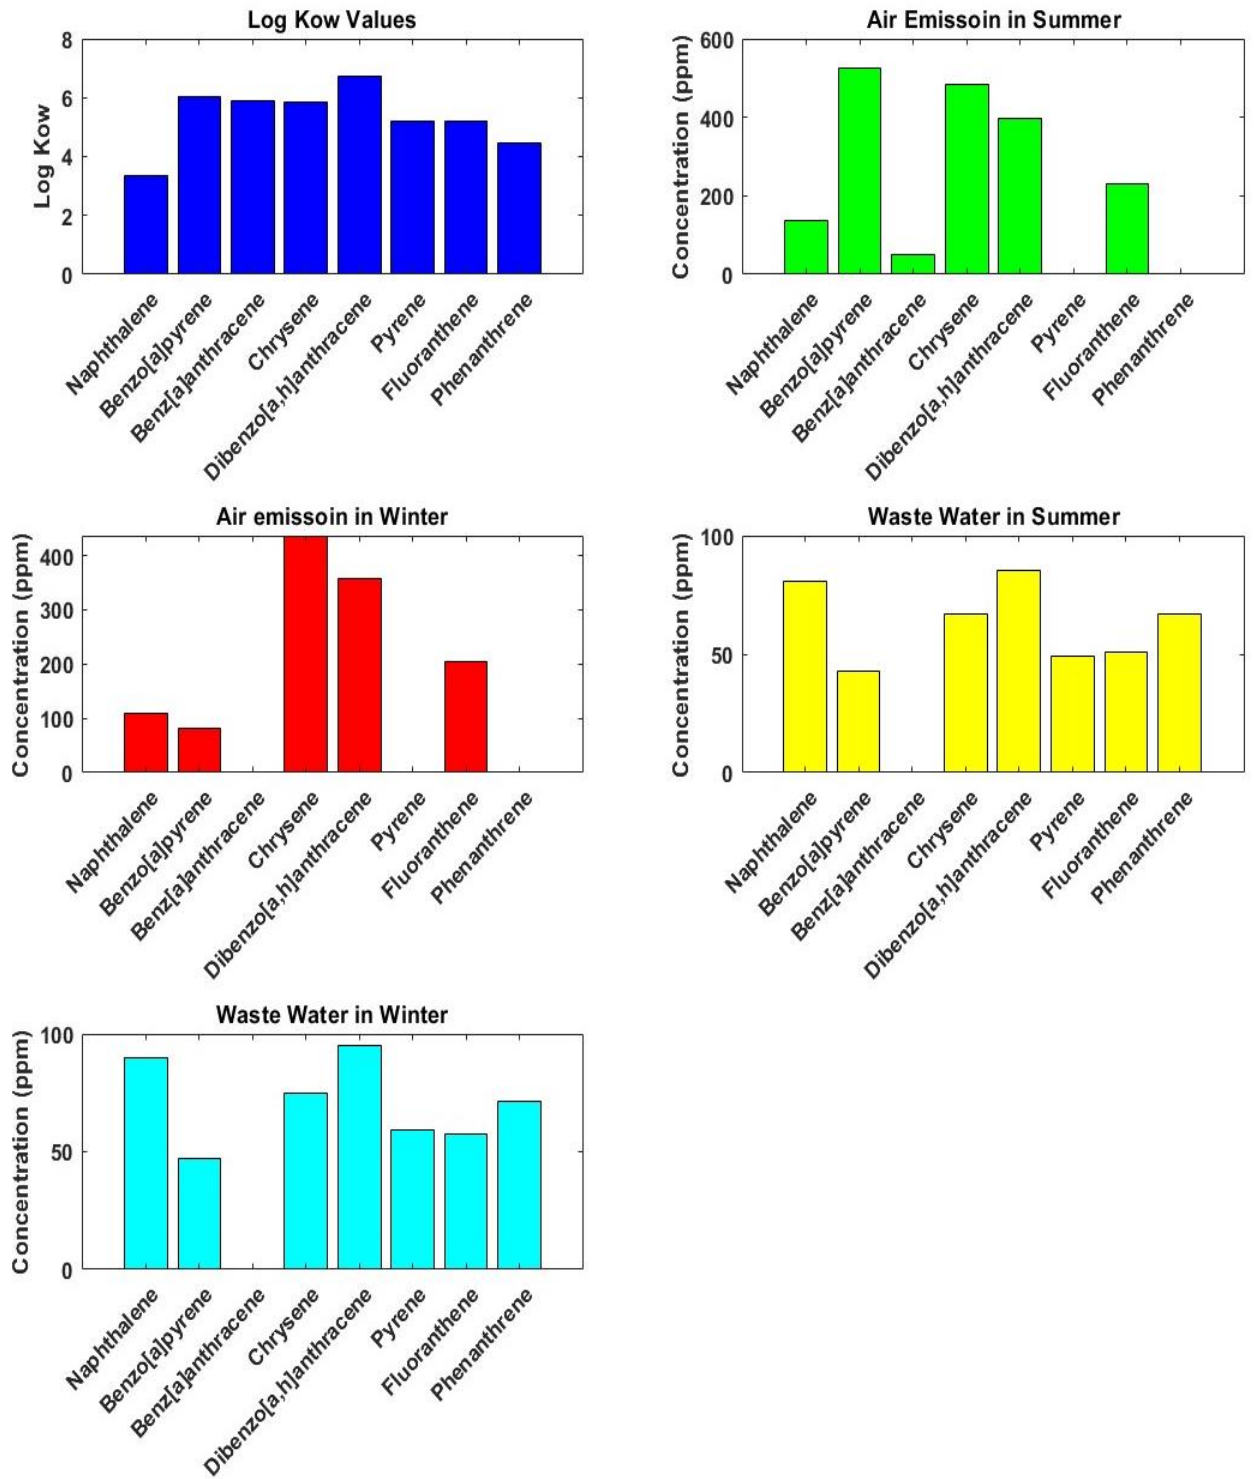 Log Kow Values
Log Kow
8
6
4
2
0
Naphthalene
Benzo[a]pyrene
Benz[a]anthracene
Chrysene
Dibenzo[a,h]anthracene
Pyrene
Fluoranthene
Phenanthrene
Air Emissoin in Summer
Concentration (ppm)
600
400
200
0
Naphthalene
Benzo[a]pyrene
Benz[a]anthracene
Chrysene
Dibenzo[a,h]anthracene
Pyrene
Fluoranthene
Phenanthrene
Air emissoin in Winter
Concentration (ppm)
400
300
200
100
0
Naphthalene
Benzo[a]pyrene
Benz[a]anthracene
Chrysene
Dibenzo[a,h]anthracene
Pyrene
Fluoranthene
Phenanthrene
Waste Water in Summer
Concentration (ppm)
100
50
0
Naphthalene
Benzo[a]pyrene
Benz[a]anthracene
Chrysene
Dibenzo[a,h]anthracene
Pyrene
Fluoranthene
Phenanthrene
Waste Water in Winter
Concentration (ppm)
100
50
0
Naphthalene
Benzo[a]pyrene
Benz[a]anthracene
Chrysene
Dibenzo[a,h]anthracene
Pyrene
Fluoranthene
Phenanthrene